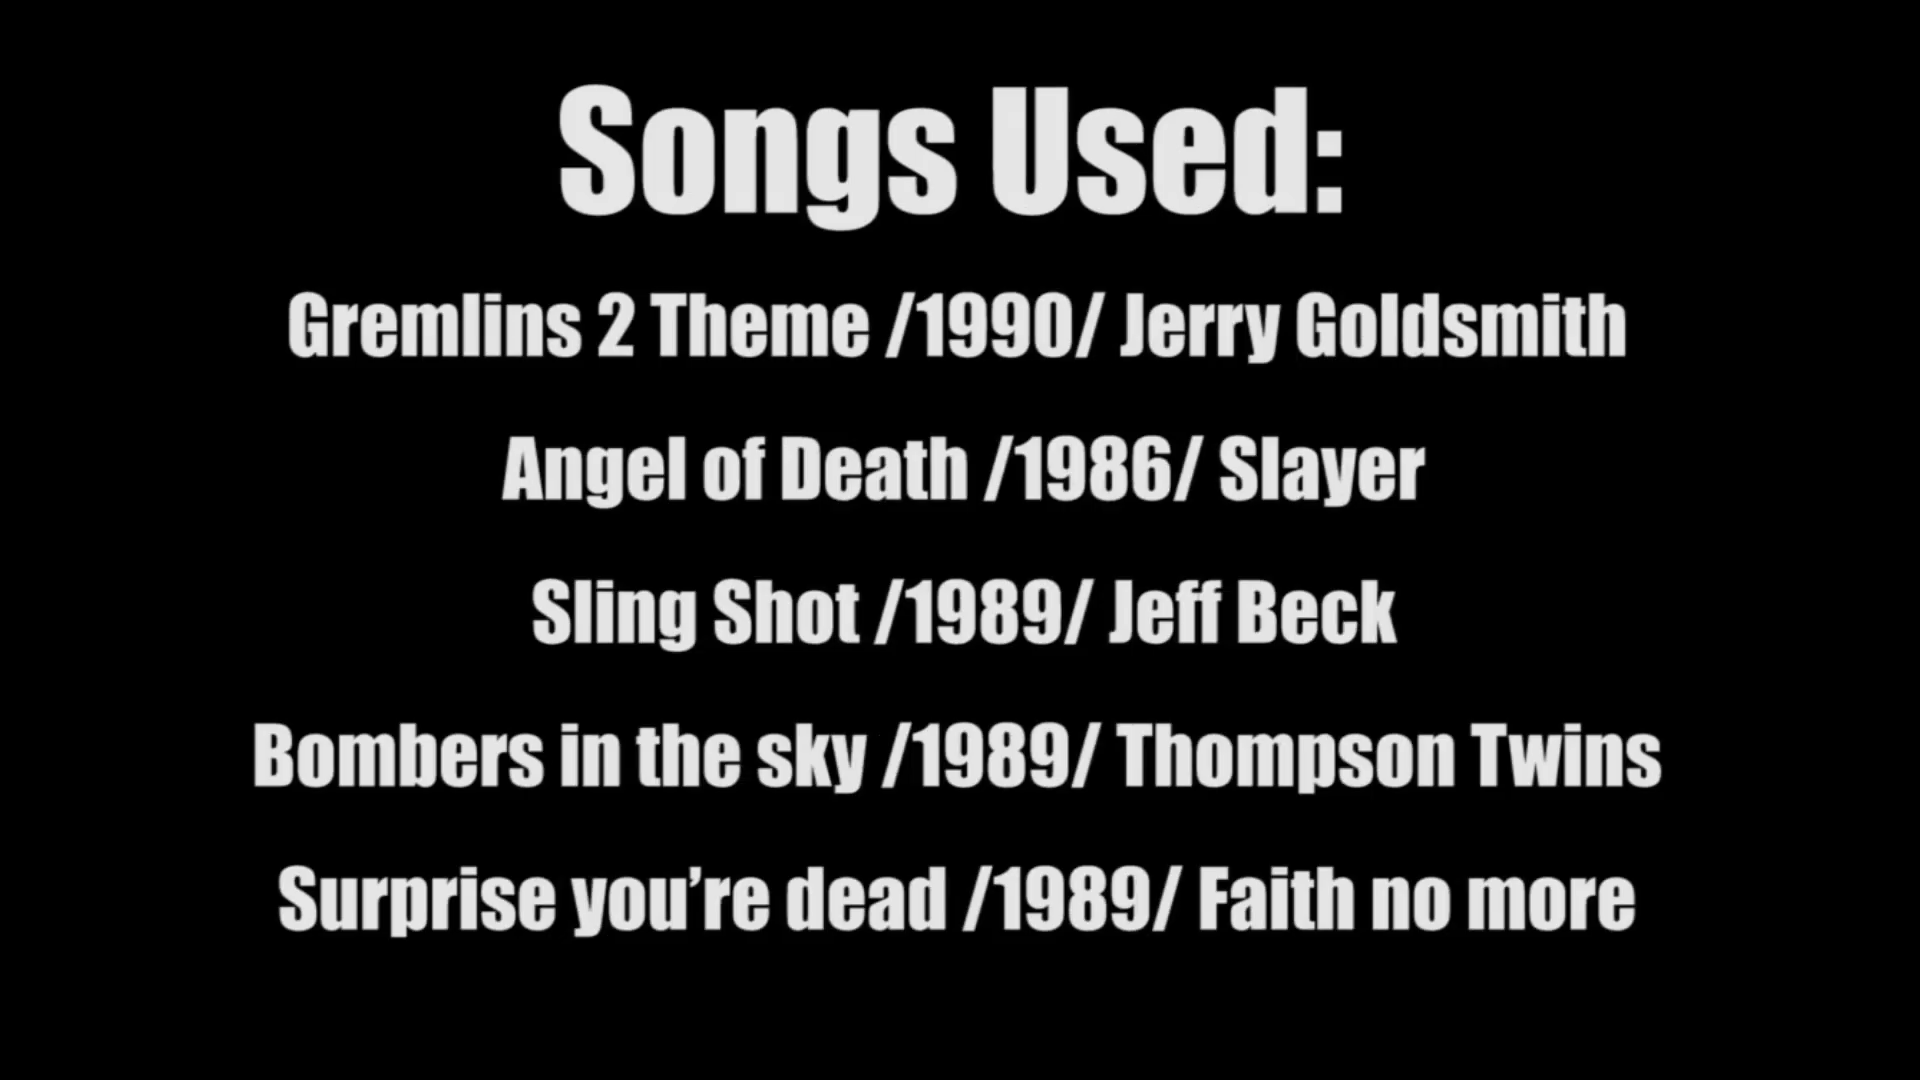 Songs Used:
Gremlins 2 Theme /1990/ Jerry Goldsmith
Angel of Death /1986/ Slayer
Sling Shot /1989/ Jeff Beck
Bombers in the sky /1989/ Thompson Twins
Surprise you’re dead /1989/ Faith no more